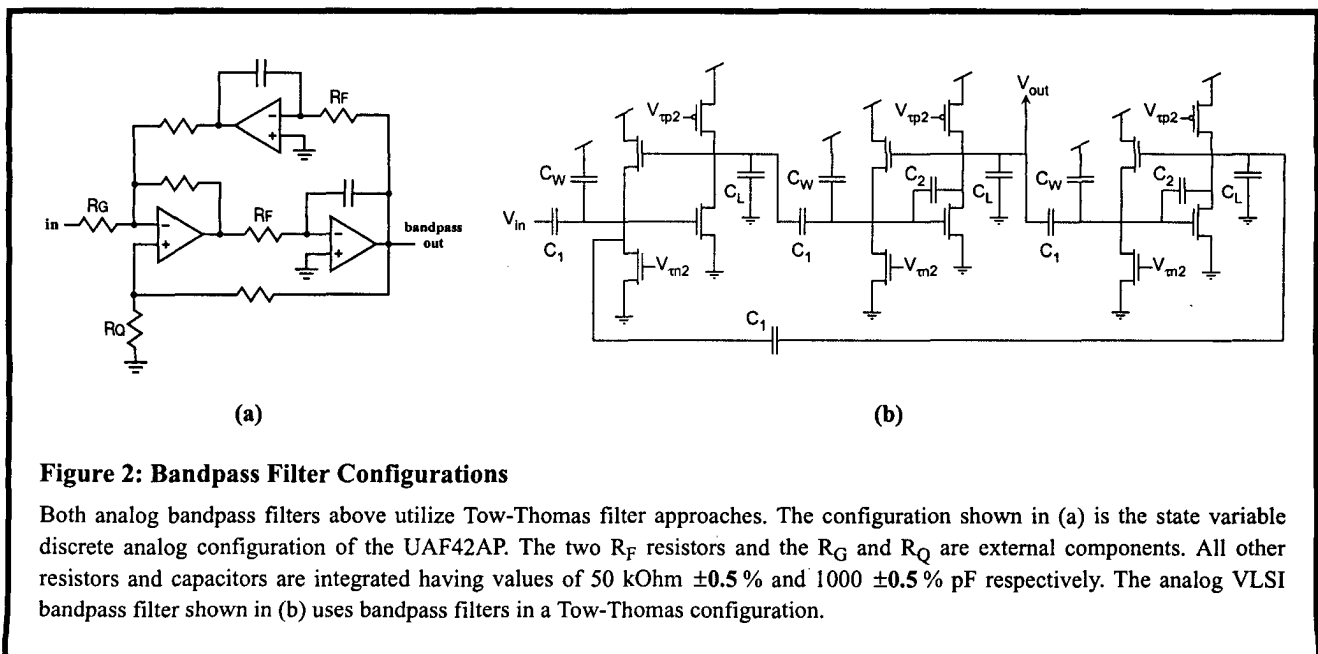 RF
RG
in
RF
bandpass
out
RQ
(a)
Vτp2
CW
CL
Vin
C1
Vτn2
C1
Vτp2
CW
C2
CL
C1
Vτn2
Vout
Vτp2
CW
C2
CL
C1
Vτn2
(b)
Figure 2: Bandpass Filter Configurations
Both analog bandpass filters above utilize Tow-Thomas filter approaches. The configuration shown in (a) is the state variable
discrete analog configuration of the UAF42AP. The two RF resistors and the RG and RQ are external components. All other
resistors and capacitors are integrated having values of 50 kOhm ±0.5 % and 1000 ±0.5 % pF respectively. The analog VLSI
bandpass filter shown in (b) uses bandpass filters in a Tow-Thomas configuration.